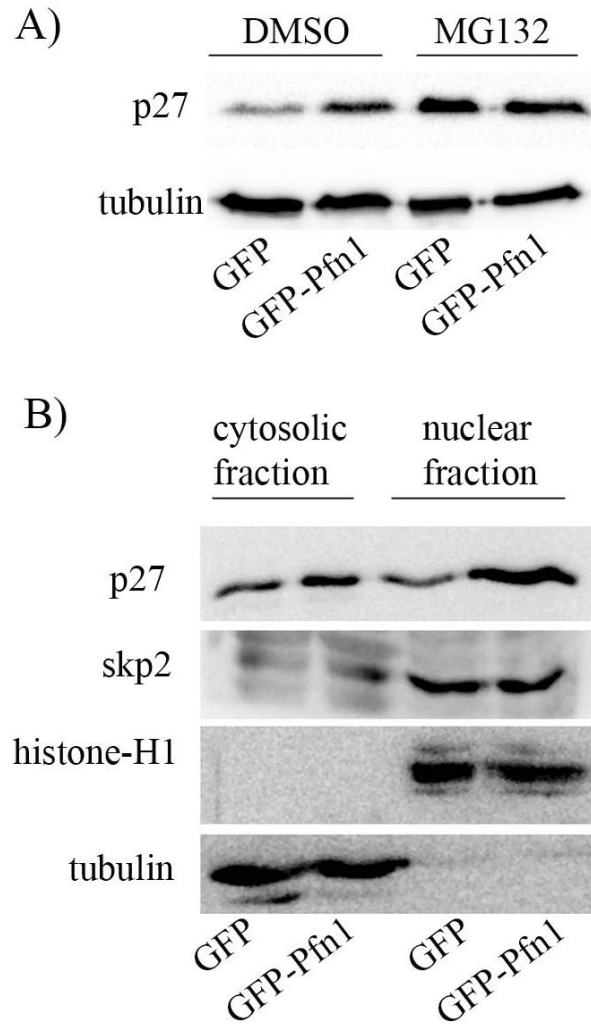 A)
DMSO MG132
p27
tubulin
GFP GFP-Pfn1 GFP GFP-Pfn1
B)
cytosolic fraction nuclear fraction
p27
skp2
histone-H1
tubulin
GFP GFP-Pfn1 GFP GFP-Pfn1